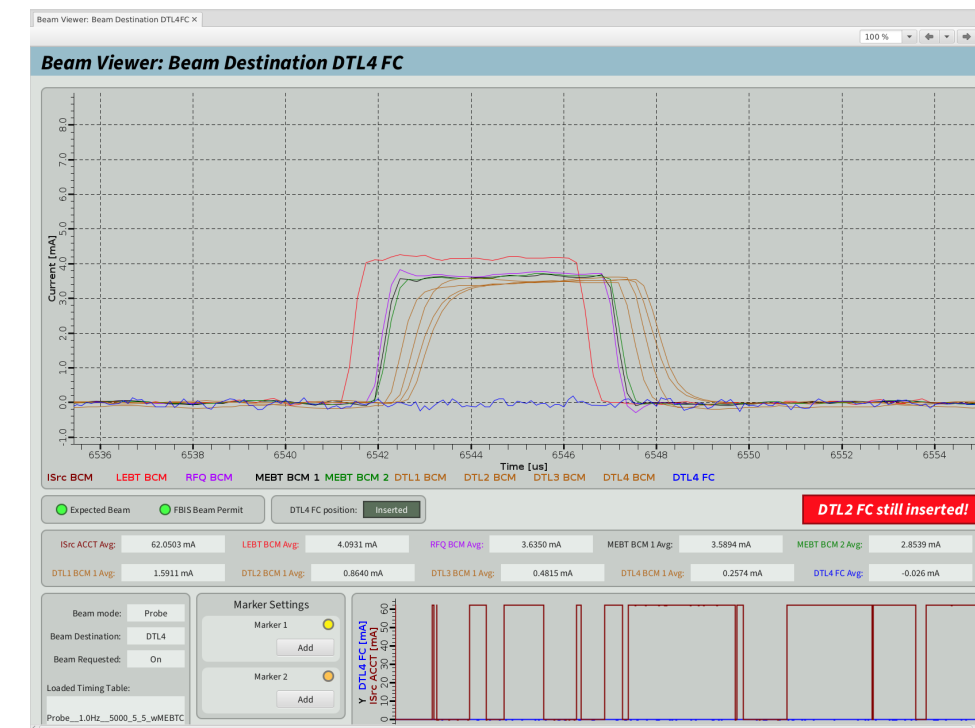 Beam Viewer: Beam Destination DTL4FC ×
100 %
Beam Viewer: Beam Destination DTL4 FC
8.0
7.0
6.0
5.0
4.0
3.0
2.0
1.0
0.0
-1.0
Current [mA]
6536 6538 6540 6542 6544 6546 6548 6550 6552 6554
Time [us]
ISrc BCM LEBT BCM RFQ BCM MEBT BCM 1 MEBT BCM 2 DTL1 BCM DTL2 BCM DTL3 BCM DTL4 BCM DTL4 FC
Expected Beam FBIS Beam Permit DTL4 FC position: Inserted DTL2 FC still inserted!
ISrc ACCT Avg: 62.0503 mA LEBT BCM Avg: 4.0931 mA RFQ BCM Avg: 3.6350 mA MEBT BCM 1 Avg: 3.5894 mA MEBT BCM 2 Avg: 2.8539 mA
DTL1 BCM 1 Avg: 1.5911 mA DTL2 BCM 1 Avg: 0.8640 mA DTL3 BCM 1 Avg: 0.4815 mA DTL4 BCM 1 Avg: 0.2574 mA DTL4 FC Avg: -0.026 mA
Beam mode: Probe
Beam Destination: DTL4
Beam Requested: On
Loaded Timing Table:
Probe__1.0Hz__5000_5_5_wMEBTC
Marker Settings
Marker 1
Add
Marker 2
Add
Y DTL4 FC [mA]
ISrc ACCT [mA]
60
50
40
30
20
10
0